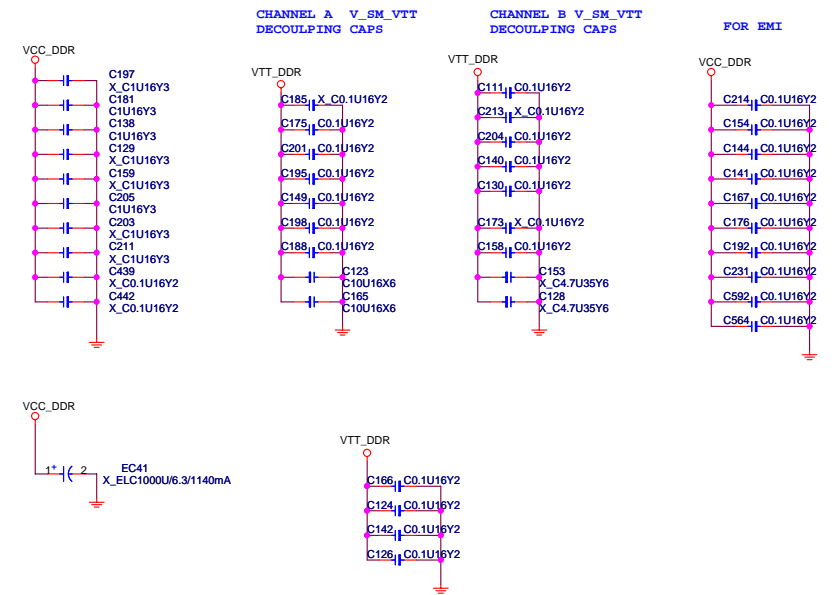 CHANNEL A V_SM_VTT
DECOULPING CAPS
CHANNEL B V_SM_VTT
DECOULPING CAPS
FOR EMI
VCC_DDR
C197
X_C1U16Y3
C181
C1U16Y3
C138
C1U16Y3
C129
X_C1U16Y3
C159
X_C1U16Y3
C205
C1U16Y3
C203
X_C1U16Y3
C211
X_C1U16Y3
C439
X_C0.1U16Y2
C442
X_C0.1U16Y2
VTT_DDR
C185 X_C0.1U16Y2
C175 C0.1U16Y2
C201 C0.1U16Y2
C195 C0.1U16Y2
C149 C0.1U16Y2
C198 C0.1U16Y2
C188 C0.1U16Y2
C123
C10U16X6
C165
C10U16X6
VTT_DDR
C111 C0.1U16Y2
C213 X_C0.1U16Y2
C204 C0.1U16Y2
C140 C0.1U16Y2
C130 C0.1U16Y2
C173 X_C0.1U16Y2
C158 C0.1U16Y2
C153
X_C4.7U35Y6
C128
X_C4.7U35Y6
VCC_DDR
C214 C0.1U16Y2
C154 C0.1U16Y2
C144 C0.1U16Y2
C141 C0.1U16Y2
C167 C0.1U16Y2
C176 C0.1U16Y2
C192 C0.1U16Y2
C231 C0.1U16Y2
C592 C0.1U16Y2
C564 C0.1U16Y2
VCC_DDR
1 + 2
EC41
X_ELC1000U/6.3/1140mA
VTT_DDR
C166 C0.1U16Y2
C124 C0.1U16Y2
C142 C0.1U16Y2
C126 C0.1U16Y2